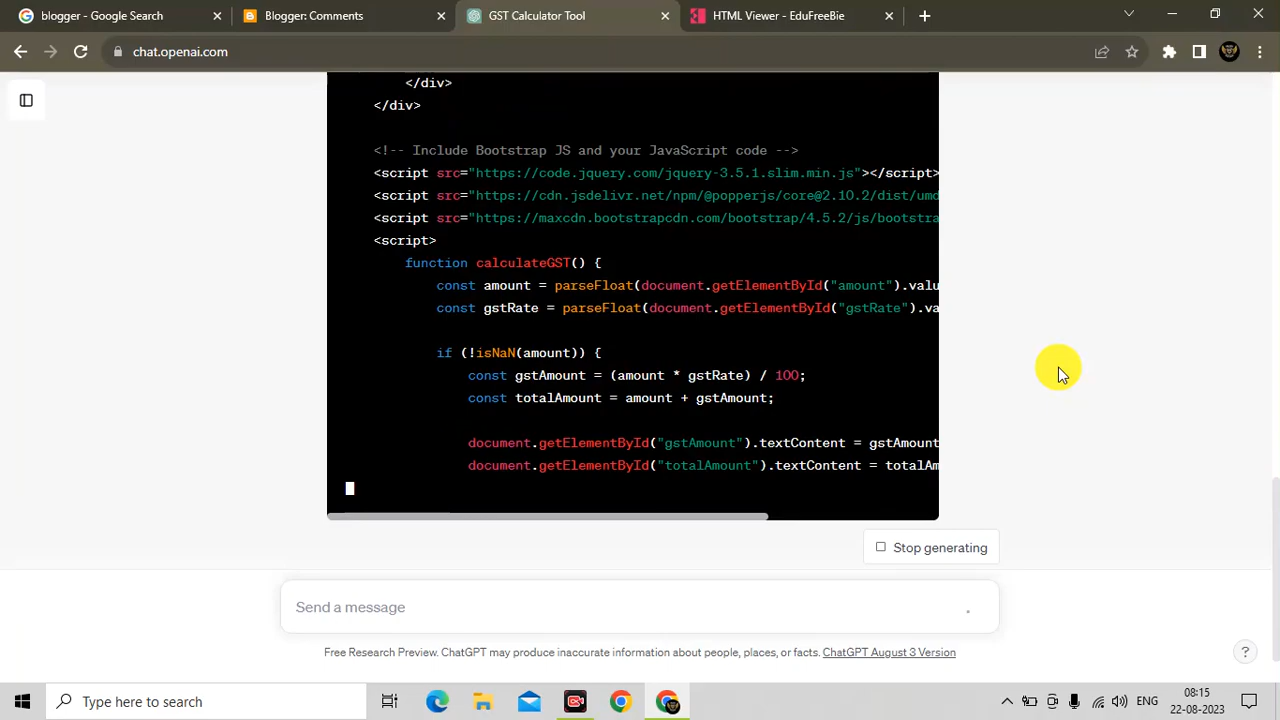 blogger - Google Search
Blogger: Comments
GST Calculator Tool
HTML Viewer - EduFreeBie
chat.openai.com
</div>
</div>
<!-- Include Bootstrap JS and your JavaScript code -->
<script src="https://code.jquery.com/jquery-3.5.1.slim.min.js"></script>
<script src="https://cdn.jsdelivr.net/npm/@popperjs/core@2.10.2/dist/umd
<script src="https://maxcdn.bootstrapcdn.com/bootstrap/4.5.2/js/bootstra
<script>
function calculateGST() {
const amount = parseFloat(document.getElementById("amount").valu
const gstRate = parseFloat(document.getElementById("gstRate").va
if (!isNaN(amount)) {
const gstAmount = (amount * gstRate) / 100;
const totalAmount = amount + gstAmount;
document.getElementById("gstAmount").textContent = gstAmount
document.getElementById("totalAmount").textContent = totalAm
Stop generating
Send a message
Free Research Preview. ChatGPT may produce inaccurate information about people, places, or facts. ChatGPT August 3 Version
?
Type here to search
ENG
08:15
22-08-2023